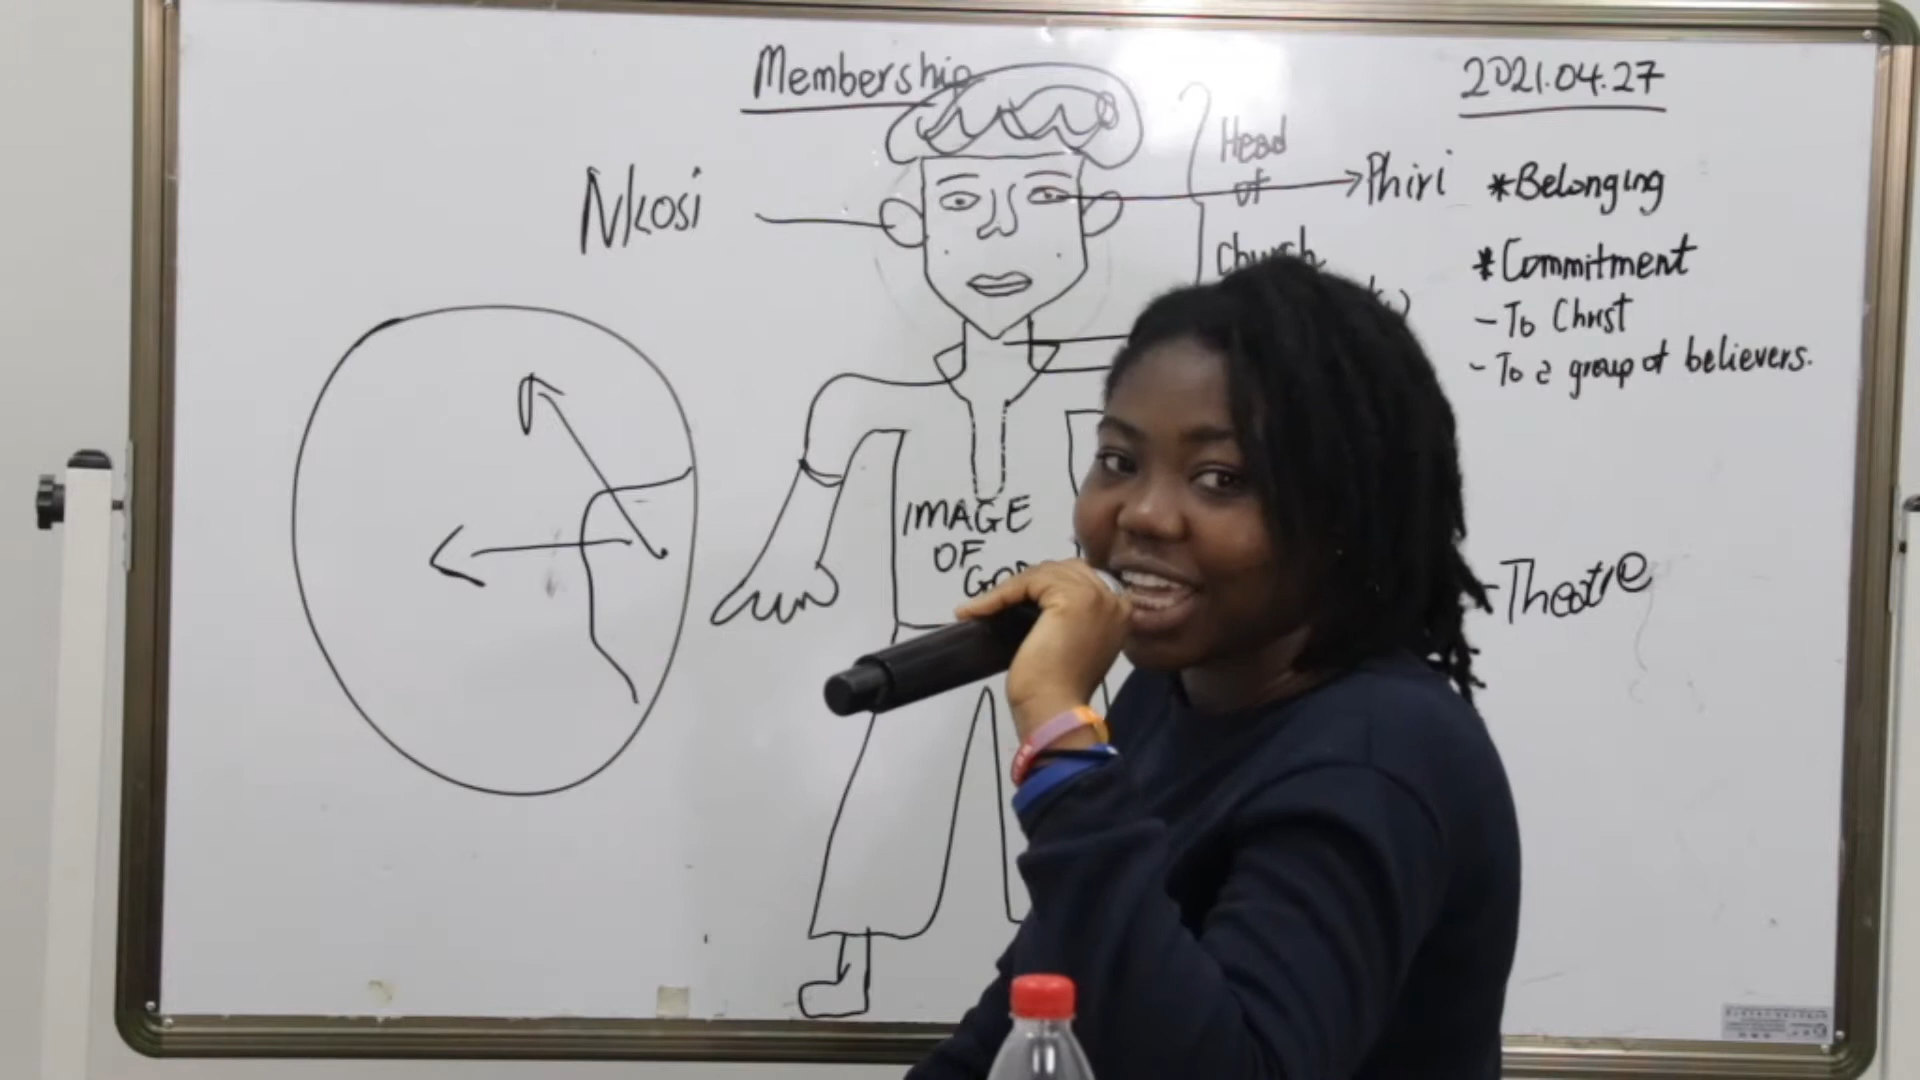 Membership
2021.04.27
Nkosi
Head
of
Church
Phiri
*Belonging
*Commitment
- To Christ
- To a group of believers.
IMAGE
OF
GOD
Theatre